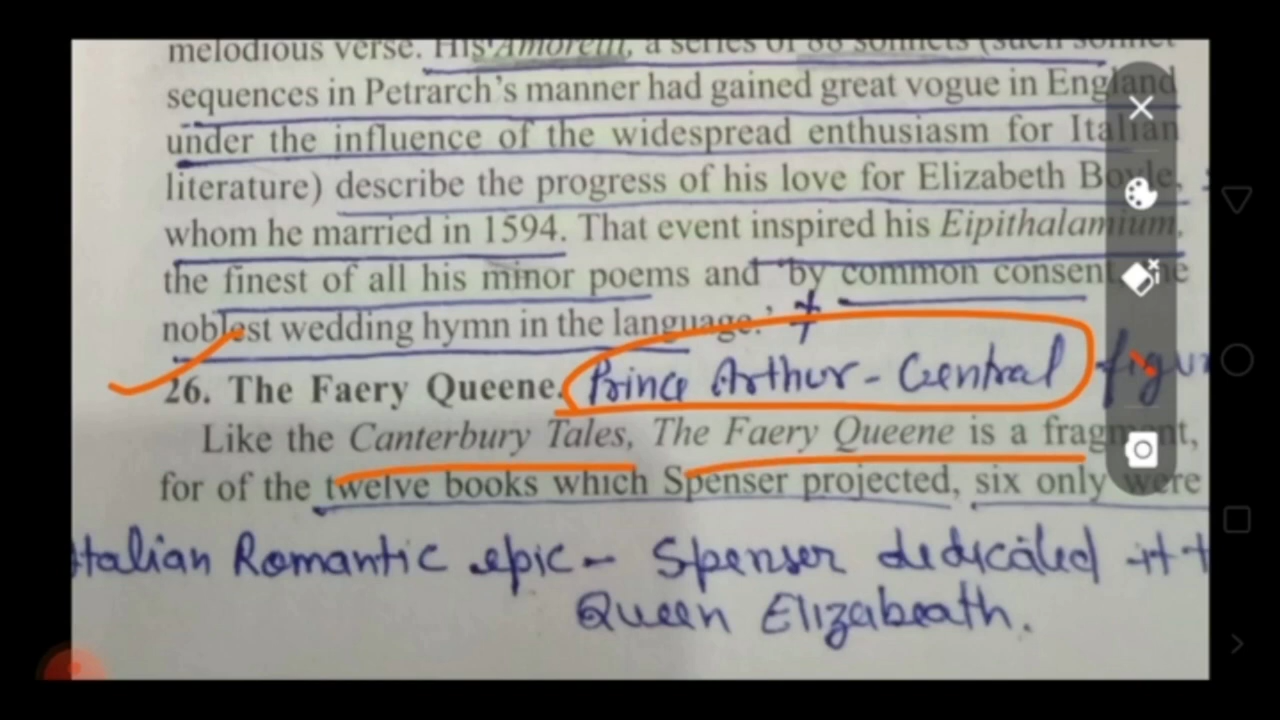 melodious verse. His Amoretti, a series of 88 sonnets (such sonnet
sequences in Petrarch's manner had gained great vogue in England
under the influence of the widespread enthusiasm for Italian
literature) describe the progress of his love for Elizabeth Boyle,
whom he married in 1594. That event inspired his Eipithalamium,
the finest of all his minor poems and 'by common consent the
noblest wedding hymn in the language.'
26. The Faery Queene. Prince Arthur - Central figur
Like the Canterbury Tales, The Faery Queene is a fragment,
for of the twelve books which Spenser projected, six only were
Italian Romantic epic - Spenser dedicated it t
Queen Elizabeath.